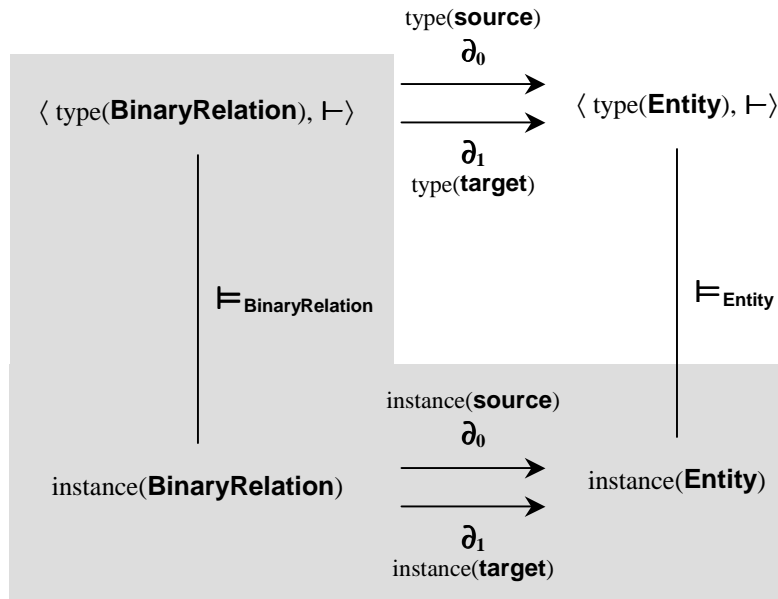 type(source)
∂0
⟨ type(BinaryRelation), ⊢⟩
⟨ type(Entity), ⊢⟩
∂1
type(target)
⊨BinaryRelation
⊨Entity
instance(source)
∂0
instance(BinaryRelation)
instance(Entity)
∂1
instance(target)